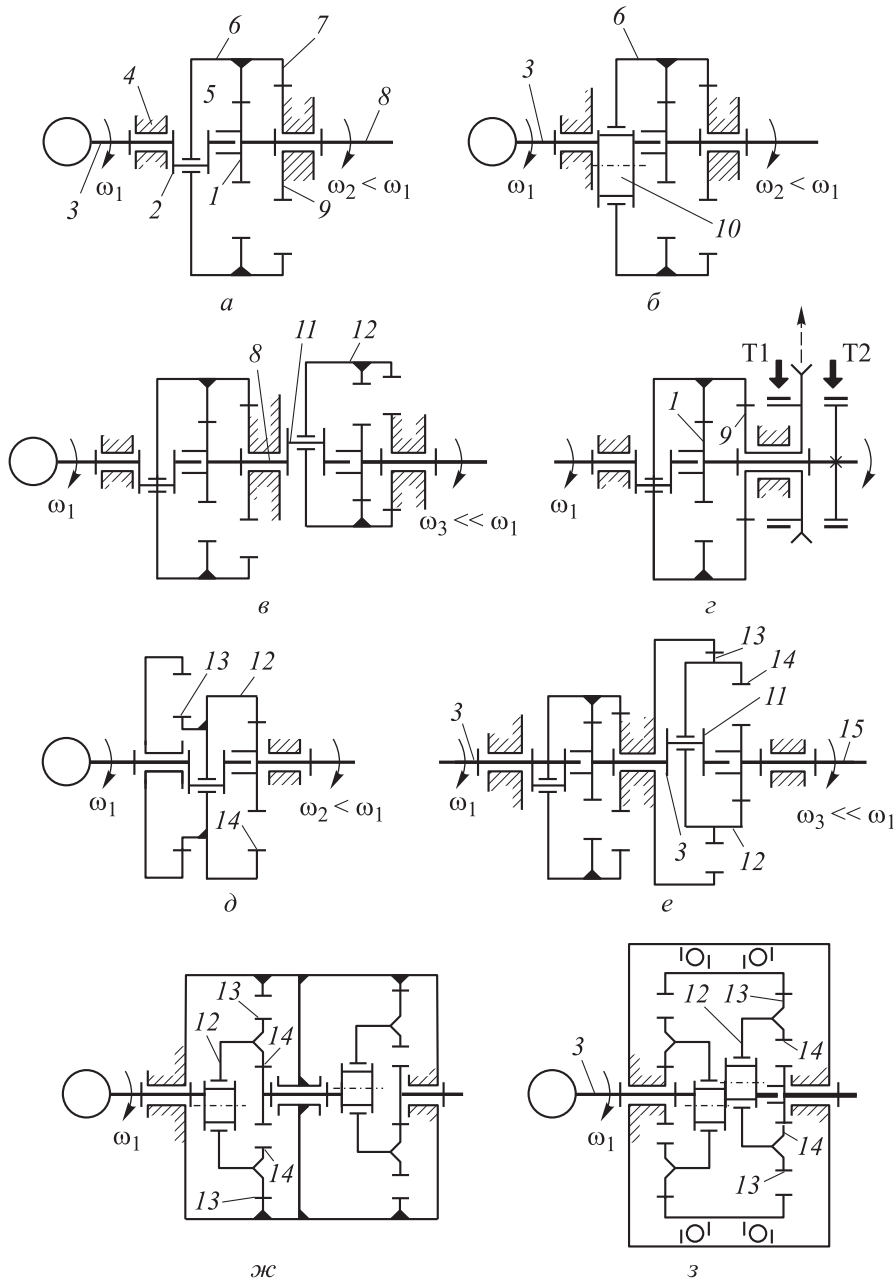 6 7 6
4 5 3
8
ω₁ ω₂ < ω₁ ω₁ ω₂ < ω₁
3 2 1 9 10
а б
11 12
8 T1 T2
1 9
ω₁ ω₃ << ω₁ ω₁
в г
13 12 13 14
11
3 15
ω₁ 14 ω₂ < ω₁ ω₁ 3 12 ω₃ << ω₁
д е
13 12 13
12 14 14
3
ω₁ ω₁
14 14
13 13
ж з